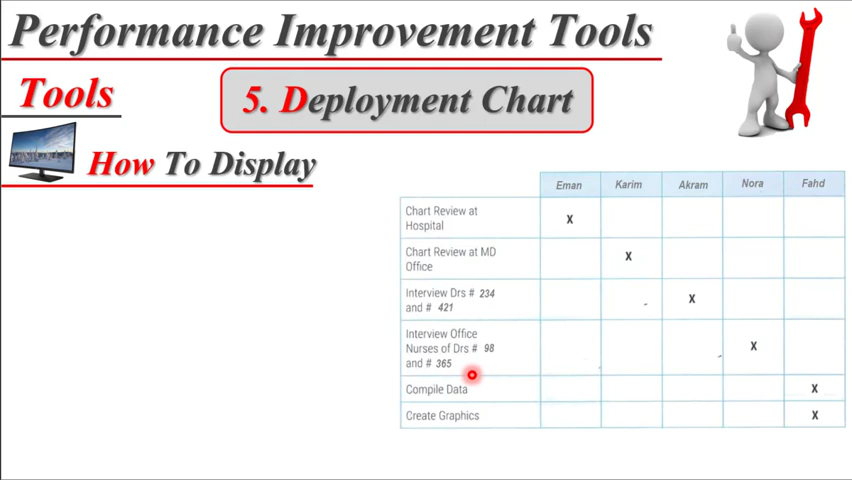 Performance Improvement Tools
Tools
5. Deployment Chart
How To Display
Eman Karim Akram Nora Fahd
Chart Review at
Hospital
X
Chart Review at MD
Office
X
Interview Drs # 234
and # 421
X
Interview Office
Nurses of Drs # 98
and # 365
X
Compile Data X
Create Graphics X